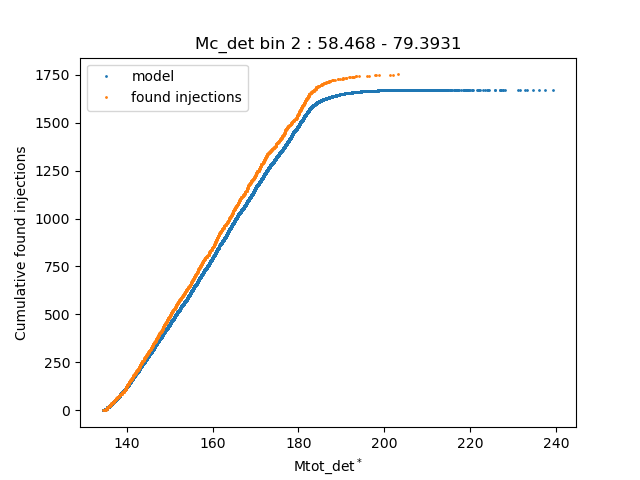 Mc_det bin 2 : 58.468 - 79.3931
model
found injections
Cumulative found injections
1750
1500
1250
1000
750
500
250
0
140 160 180 200 220 240
Mtot_det*